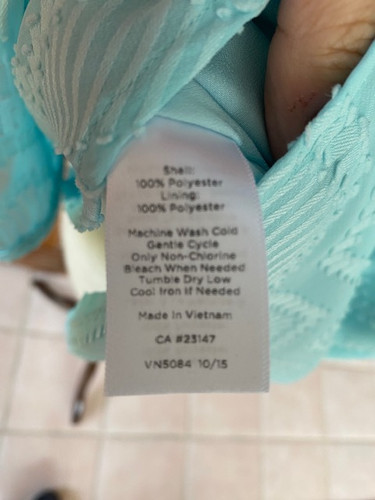 Shell:
100% Polyester
Lining:
100% Polyester
Machine Wash Cold
Gentle Cycle
Only Non-Chlorine
Bleach When Needed
Tumble Dry Low
Cool Iron If Needed
Made In Vietnam
CA #23147
VN5084 10/15